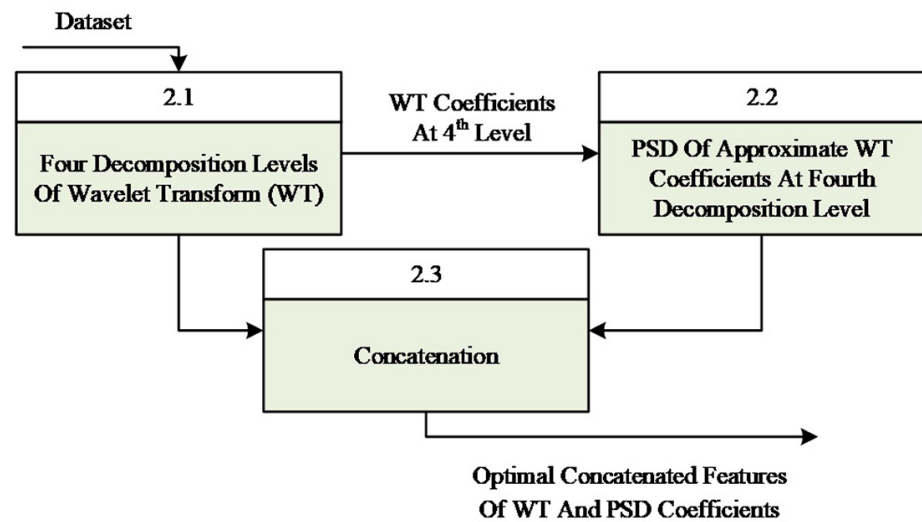 Dataset
2.1
Four Decomposition Levels
Of Wavelet Transform (WT)
WT Coefficients
At 4th Level
2.2
PSD Of Approximate WT
Coefficients At Fourth
Decomposition Level
2.3
Concatenation
Optimal Concatenated Features
Of WT And PSD Coefficients